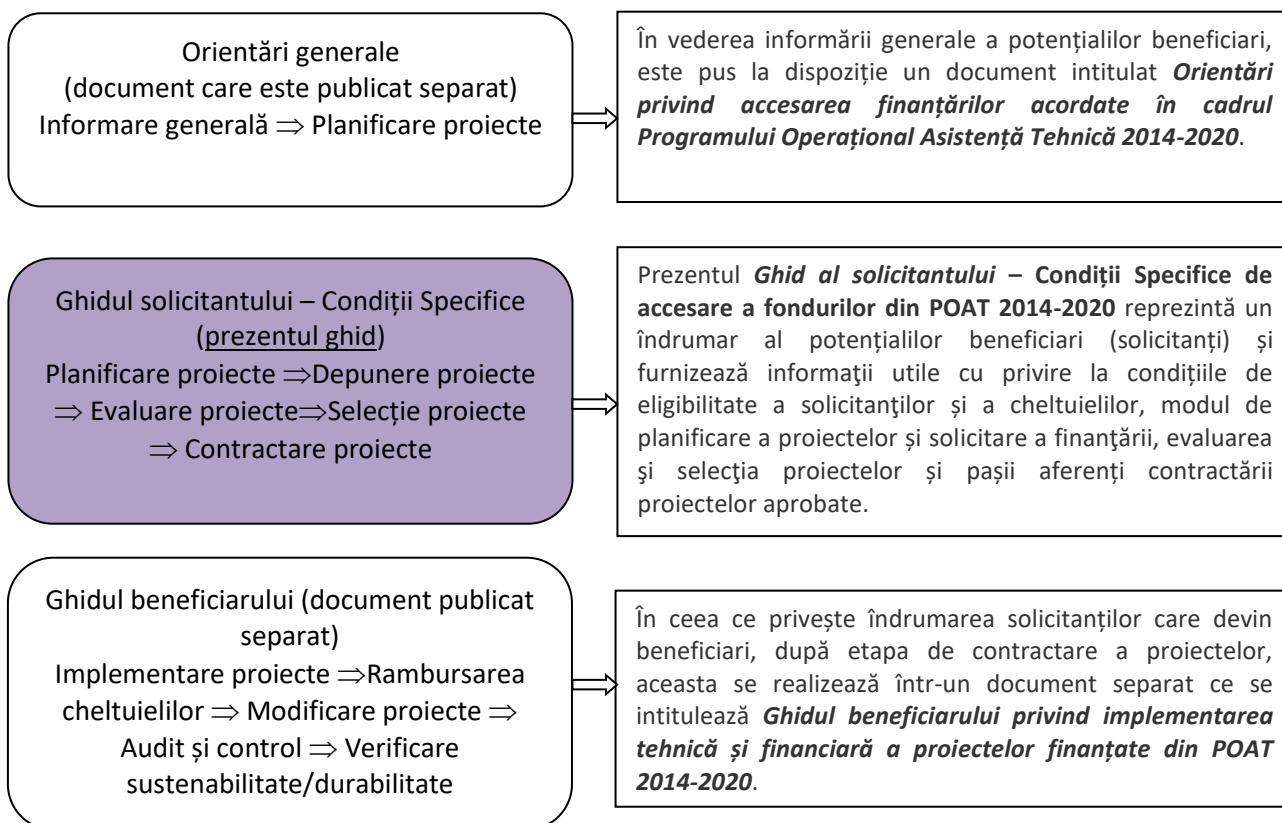 Orientări generale
(document care este publicat separat)
Informare generală ⇒ Planificare proiecte
În vederea informării generale a potențialilor beneficiari,
este pus la dispoziție un document intitulat Orientări
privind accesarea finanțărilor acordate în cadrul
Programului Operațional Asistență Tehnică 2014-2020.
Ghidul solicitantului – Condiții Specifice
(prezentul ghid)
Planificare proiecte ⇒Depunere proiecte
⇒ Evaluare proiecte⇒Selecție proiecte
⇒ Contractare proiecte
Prezentul Ghid al solicitantului – Condiții Specifice de
accesare a fondurilor din POAT 2014-2020 reprezintă un
îndrumar al potențialilor beneficiari (solicitanți) și
furnizează informaţii utile cu privire la condițiile de
eligibilitate a solicitanţilor și a cheltuielilor, modul de
planificare a proiectelor și solicitare a finanţării, evaluarea
şi selecţia proiectelor și pașii aferenți contractării
proiectelor aprobate.
Ghidul beneficiarului (document publicat
separat)
Implementare proiecte ⇒Rambursarea
cheltuielilor ⇒ Modificare proiecte ⇒
Audit și control ⇒ Verificare
sustenabilitate/durabilitate
În ceea ce privește îndrumarea solicitanților care devin
beneficiari, după etapa de contractare a proiectelor,
aceasta se realizează într-un document separat ce se
intitulează Ghidul beneficiarului privind implementarea
tehnică și financiară a proiectelor finanțate din POAT
2014-2020.